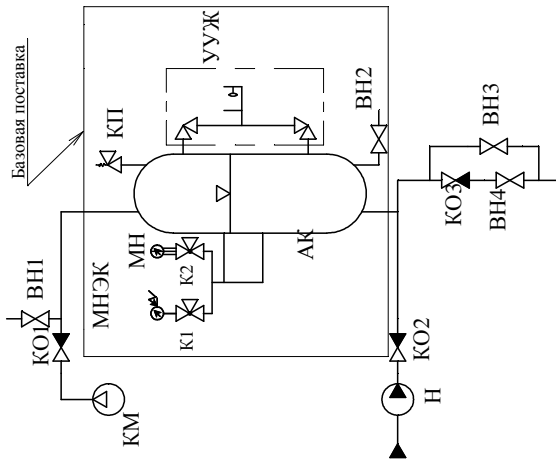 Базовая поставка
УУЖ
КП
ВН2
ВН1
МНЭК
МН
К2
К1
АК
КО1
КМ
ВН3
КО3
ВН4
КО2
Н